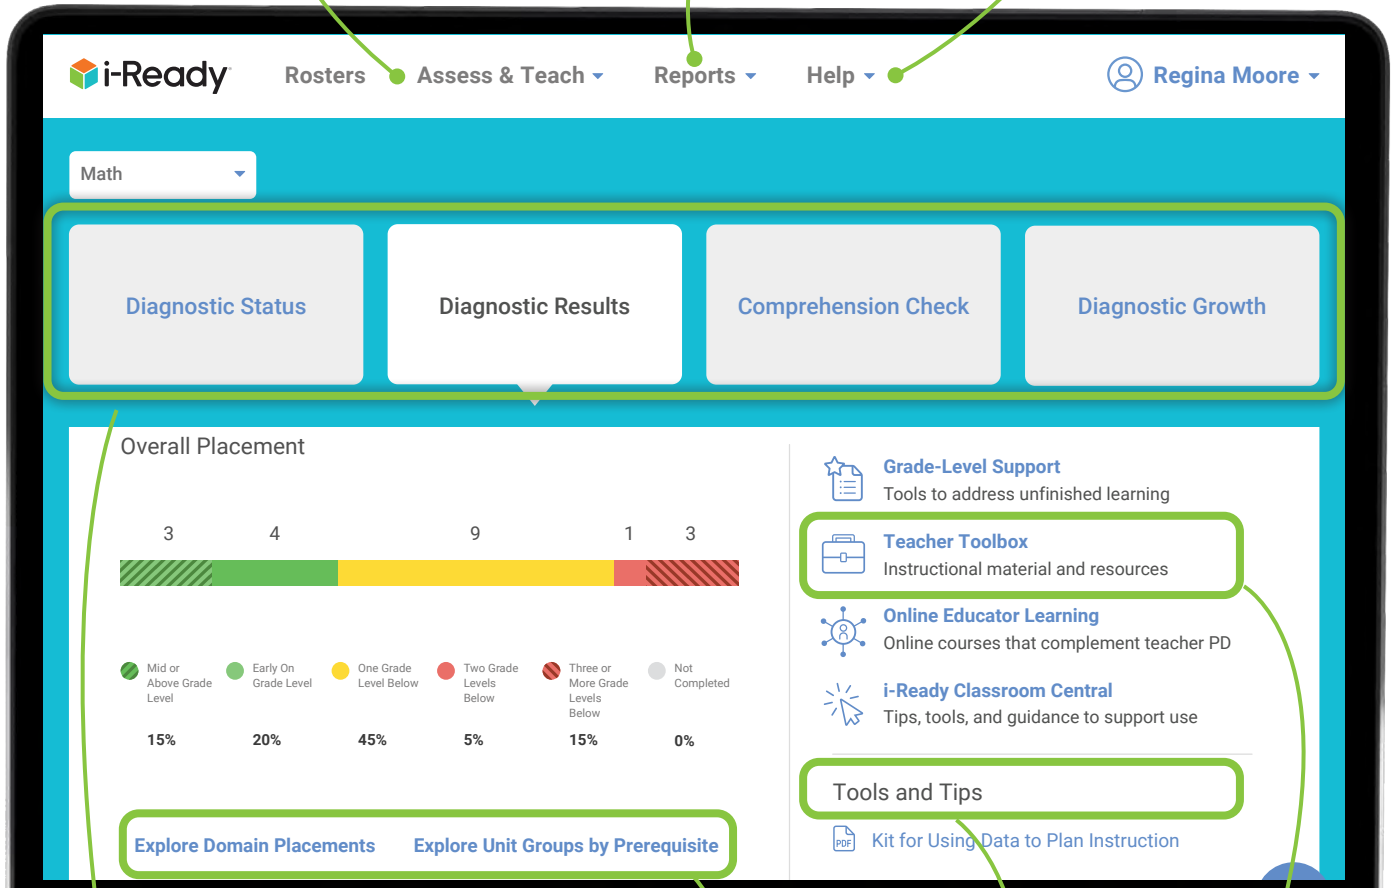 i-Ready
Rosters
Assess & Teach
Reports
Help
Regina Moore
Math
Diagnostic Status
Diagnostic Results
Comprehension Check
Diagnostic Growth
Overall Placement
3 4 9 1 3
Mid or
Above Grade
Level
15%
Early On
Grade Level
20%
One Grade
Level Below
45%
Two Grade
Levels
Below
5%
Three or
More Grade
Levels
Below
15%
Not
Completed
0%
Explore Domain Placements
Explore Unit Groups by Prerequisite
Grade-Level Support
Tools to address unfinished learning
Teacher Toolbox
Instructional material and resources
Online Educator Learning
Online courses that complement teacher PD
i-Ready Classroom Central
Tips, tools, and guidance to support use
Tools and Tips
PDF
Kit for Using Data to Plan Instruction